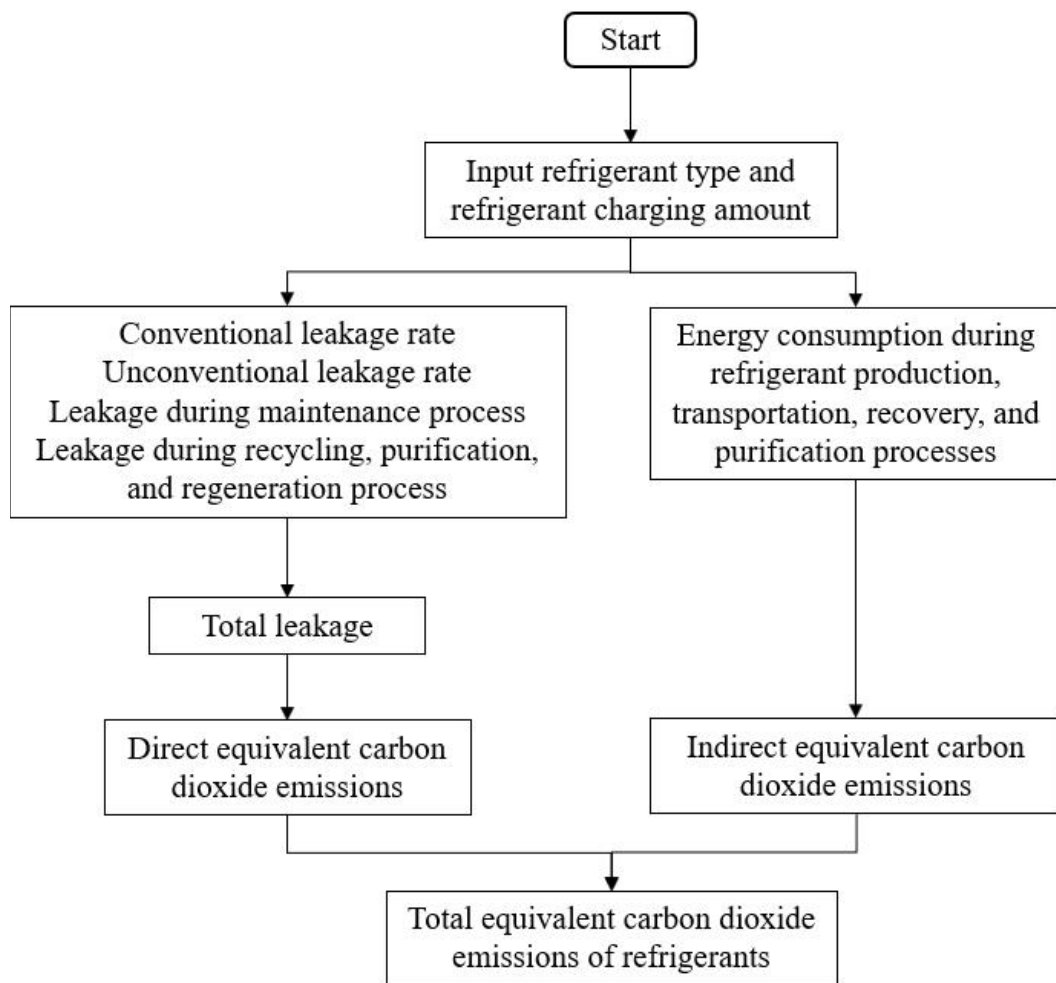 Start
Input refrigerant type and
refrigerant charging amount
Conventional leakage rate
Unconventional leakage rate
Leakage during maintenance process
Leakage during recycling, purification,
and regeneration process
Energy consumption during
refrigerant production,
transportation, recovery, and
purification processes
Total leakage
Direct equivalent carbon
dioxide emissions
Indirect equivalent carbon
dioxide emissions
Total equivalent carbon dioxide
emissions of refrigerants